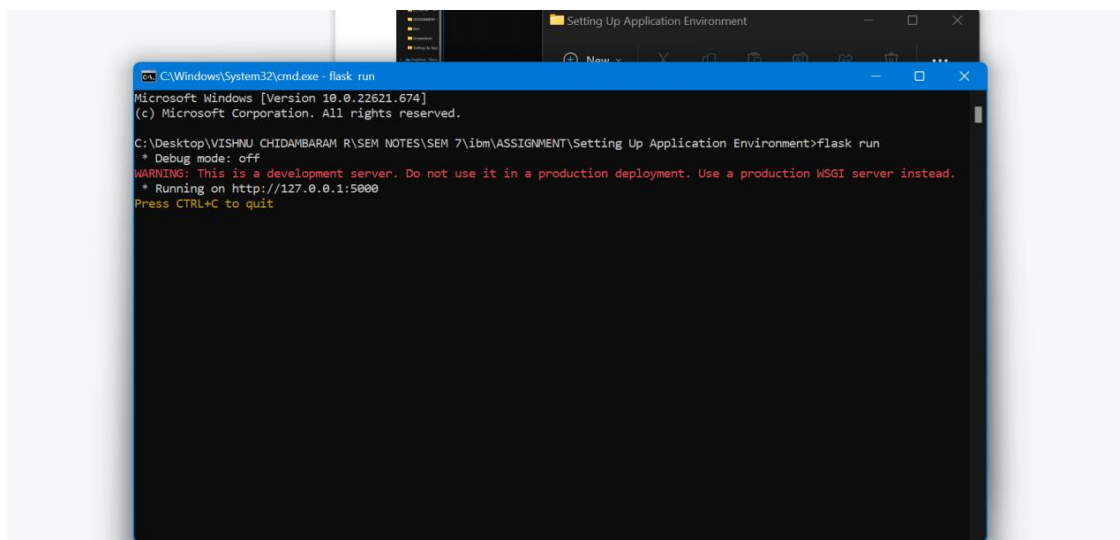 Setting Up Application Environment
New
C:\Windows\System32\cmd.exe - flask run
Microsoft Windows [Version 10.0.22621.674]
(c) Microsoft Corporation. All rights reserved.
C:\Desktop\VISHNU CHIDAMBARAM R\SEM NOTES\SEM 7\ibm\ASSIGNMENT\Setting Up Application Environment>flask run
* Debug mode: off
WARNING: This is a development server. Do not use it in a production deployment. Use a production WSGI server instead.
* Running on http://127.0.0.1:5000
Press CTRL+C to quit